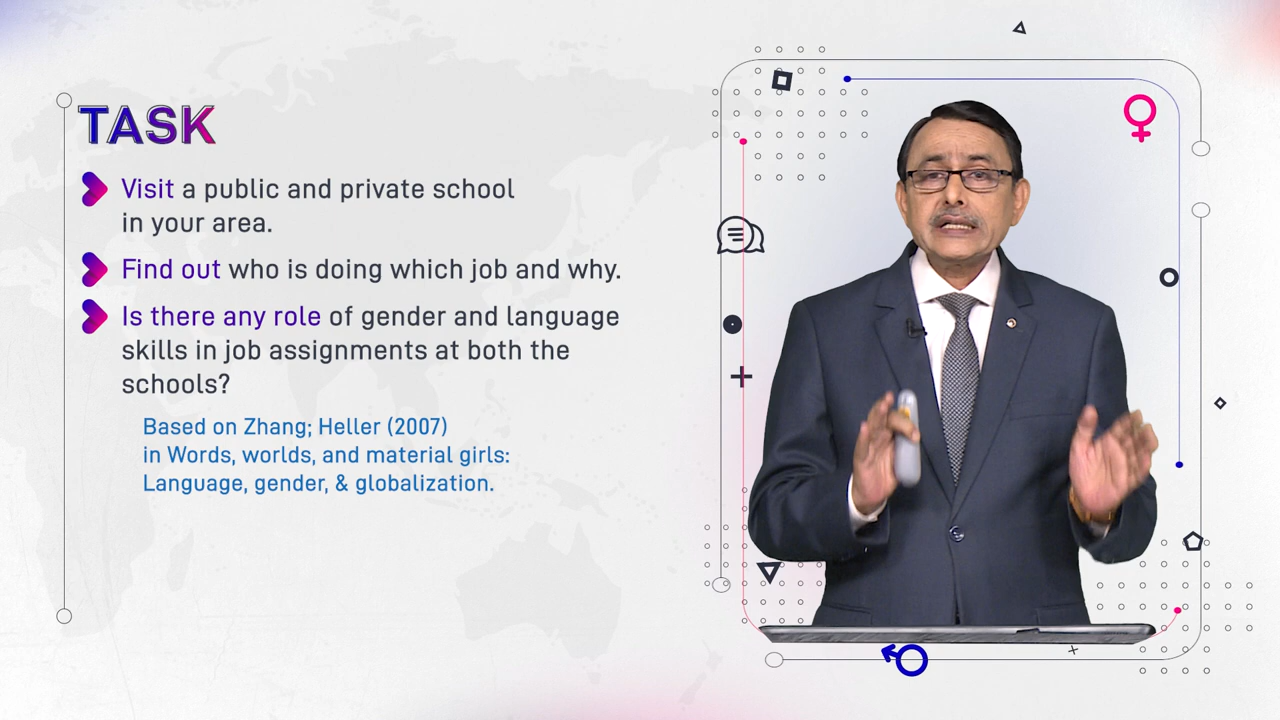 TASK
Visit a public and private school
in your area.
Find out who is doing which job and why.
Is there any role of gender and language
skills in job assignments at both the
schools?
Based on Zhang; Heller (2007)
in Words, worlds, and material girls:
Language, gender, & globalization.